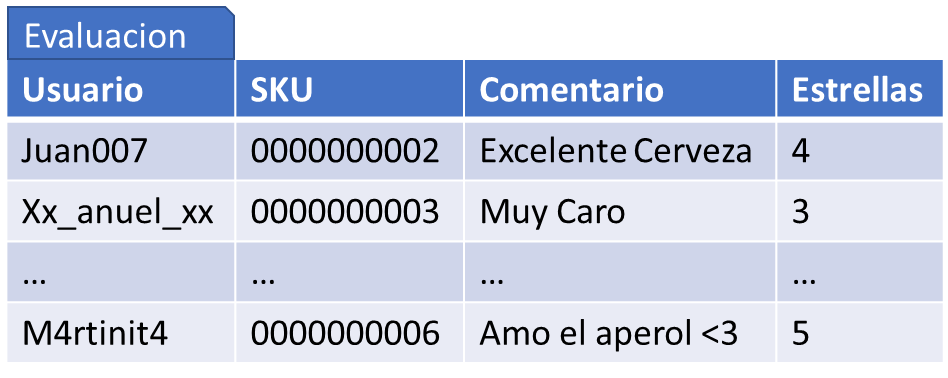 Evaluacion
Usuario SKU Comentario Estrellas
Juan007 0000000002 Excelente Cerveza 4
Xx_anuel_xx 0000000003 Muy Caro 3
... ... ... ...
M4rtinit4 0000000006 Amo el aperol <3 5